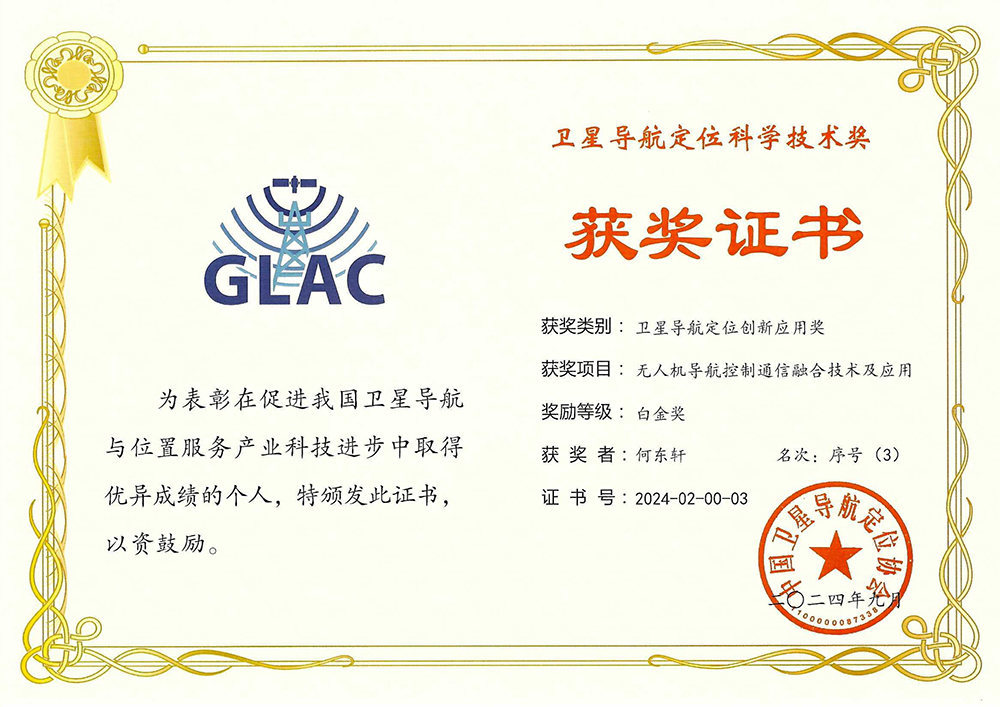 GLAC
为表彰在促进我国卫星导航
与位置服务产业科技进步中取得
优异成绩的个人，特颁发此证书，
以资鼓励。
卫星导航定位科学技术奖
获奖证书
获奖类别：卫星导航定位创新应用奖
获奖项目：无人机导航控制通信融合技术及应用
奖励等级：白金奖
获 奖 者：何东轩 名次：序号（3）
证 书 号：2024-02-00-03
中国卫星导航定位协会
二〇二四年九月
1100000087338